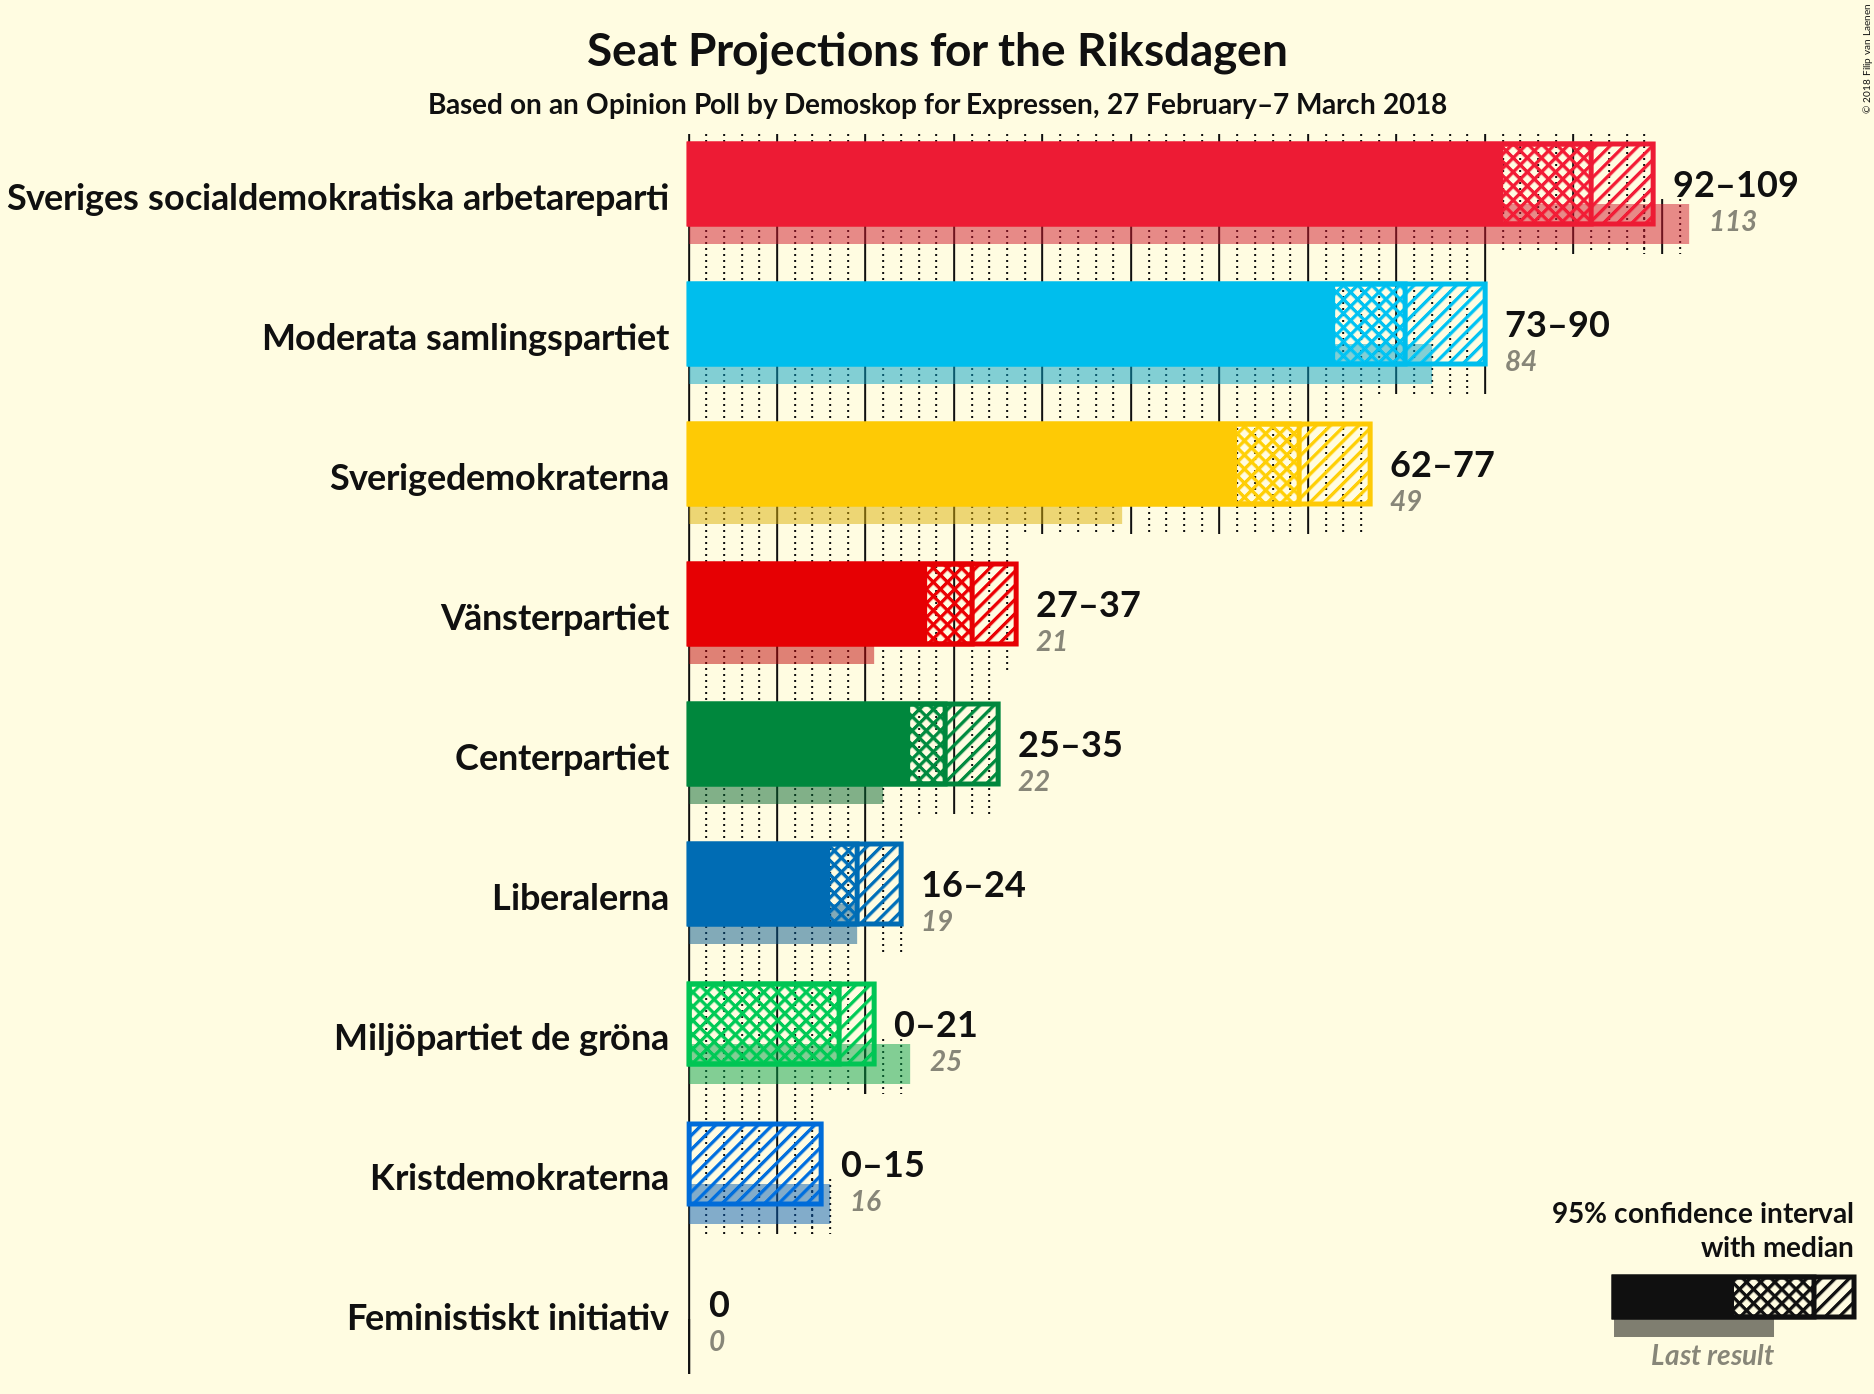 Seat Projections for the Riksdagen
Based on an Opinion Poll by Demoskop for Expressen, 27 February–7 March 2018
© 2018 Filip van Laenen
Sveriges socialdemokratiska arbetareparti
92–109
113
Moderata samlingspartiet
73–90
84
Sverigedemokraterna
62–77
49
Vänsterpartiet
27–37
21
Centerpartiet
25–35
22
Liberalerna
16–24
19
Miljöpartiet de gröna
0–21
25
Kristdemokraterna
0–15
16
Feministiskt initiativ
0
0
95% confidence interval
with median
Last result